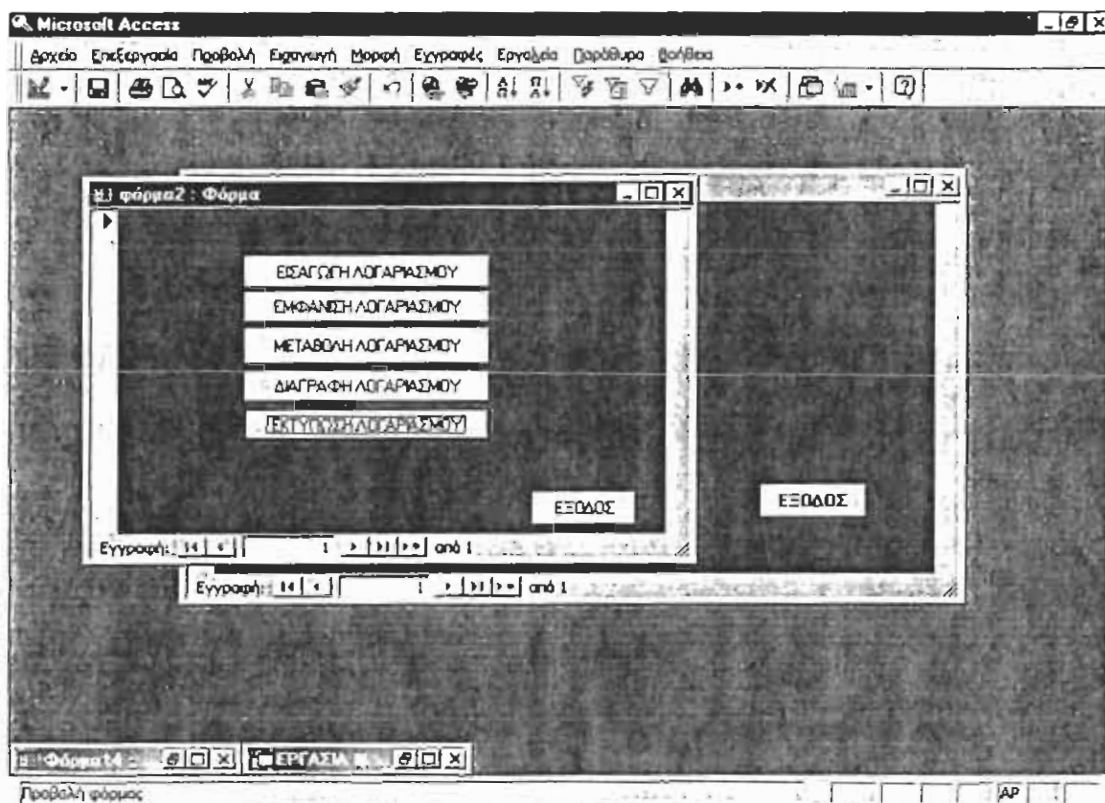 Microsoft Access
Αρχείο Επεξεργασία Προβολή Εισαγωγή Μορφή Εγγραφές Εργαλεία Παράθυρο Βοήθεια
φόρμα2 : Φόρμα
ΕΙΣΑΓΩΓΗ ΛΟΓΑΡΙΑΣΜΟΥ
ΕΜΦΑΝΙΣΗ ΛΟΓΑΡΙΑΣΜΟΥ
ΜΕΤΑΒΟΛΗ ΛΟΓΑΡΙΑΣΜΟΥ
ΔΙΑΓΡΑΦΗ ΛΟΓΑΡΙΑΣΜΟΥ
ΕΚΤΥΠΩΣΗ ΛΟΓΑΡΙΑΣΜΟΥ
ΕΞΟΔΟΣ
ΕΞΟΔΟΣ
Εγγραφή: 1 από 1
Εγγραφή: 1 από 1
Φόρμα14
ΕΡΓΑΣΙΑ
Προβολή φόρμας
AP